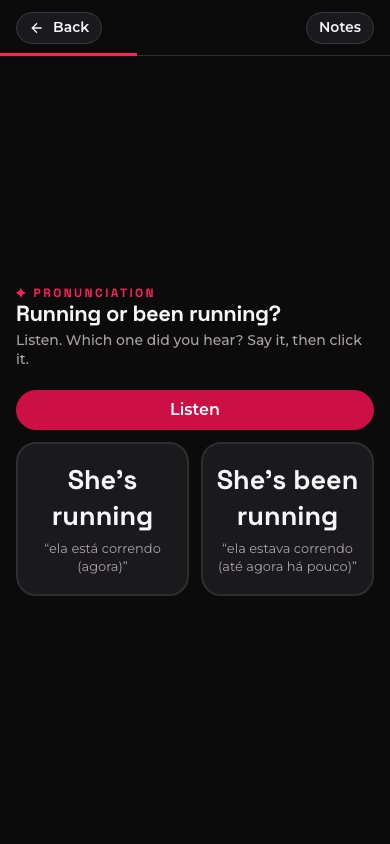 ← Back
Notes
✦ PRONUNCIATION
Running or been running?
Listen. Which one did you hear? Say it, then click
it.
Listen
She’s
running
“ela está correndo
(agora)”
She’s been
running
“ela estava correndo
(até agora há pouco)”